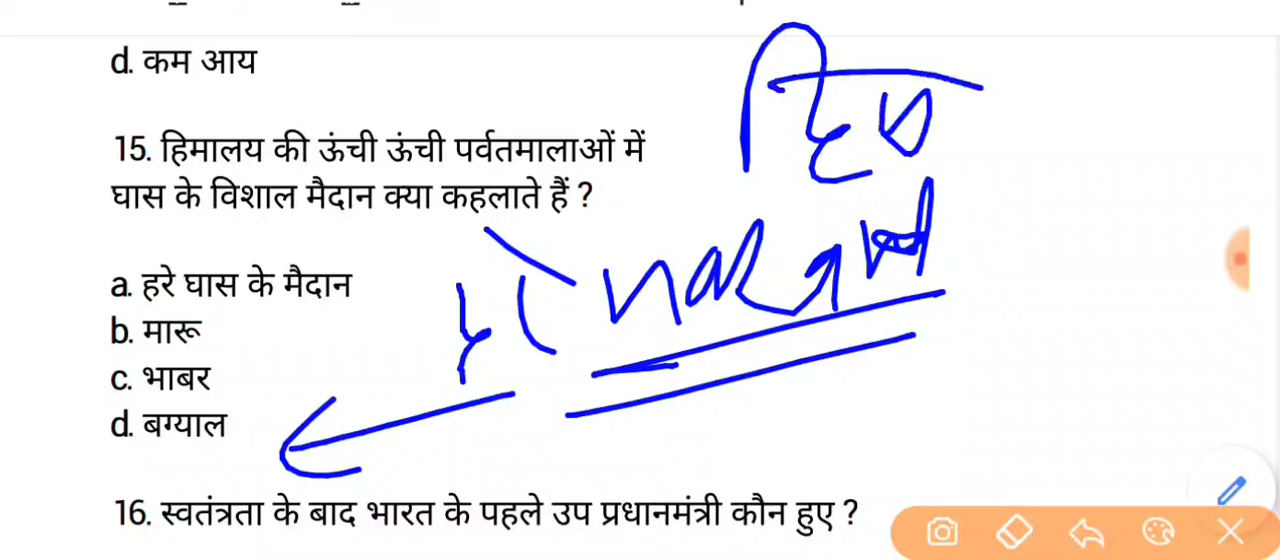 d. कम आय
15. हिमालय की ऊंची ऊंची पर्वतमालाओं में
घास के विशाल मैदान क्या कहलाते हैं ?
a. हरे घास के मैदान
b. मारू
c. भाबर
d. बग्याल
16. स्वतंत्रता के बाद भारत के पहले उप प्रधानमंत्री कौन हुए ?